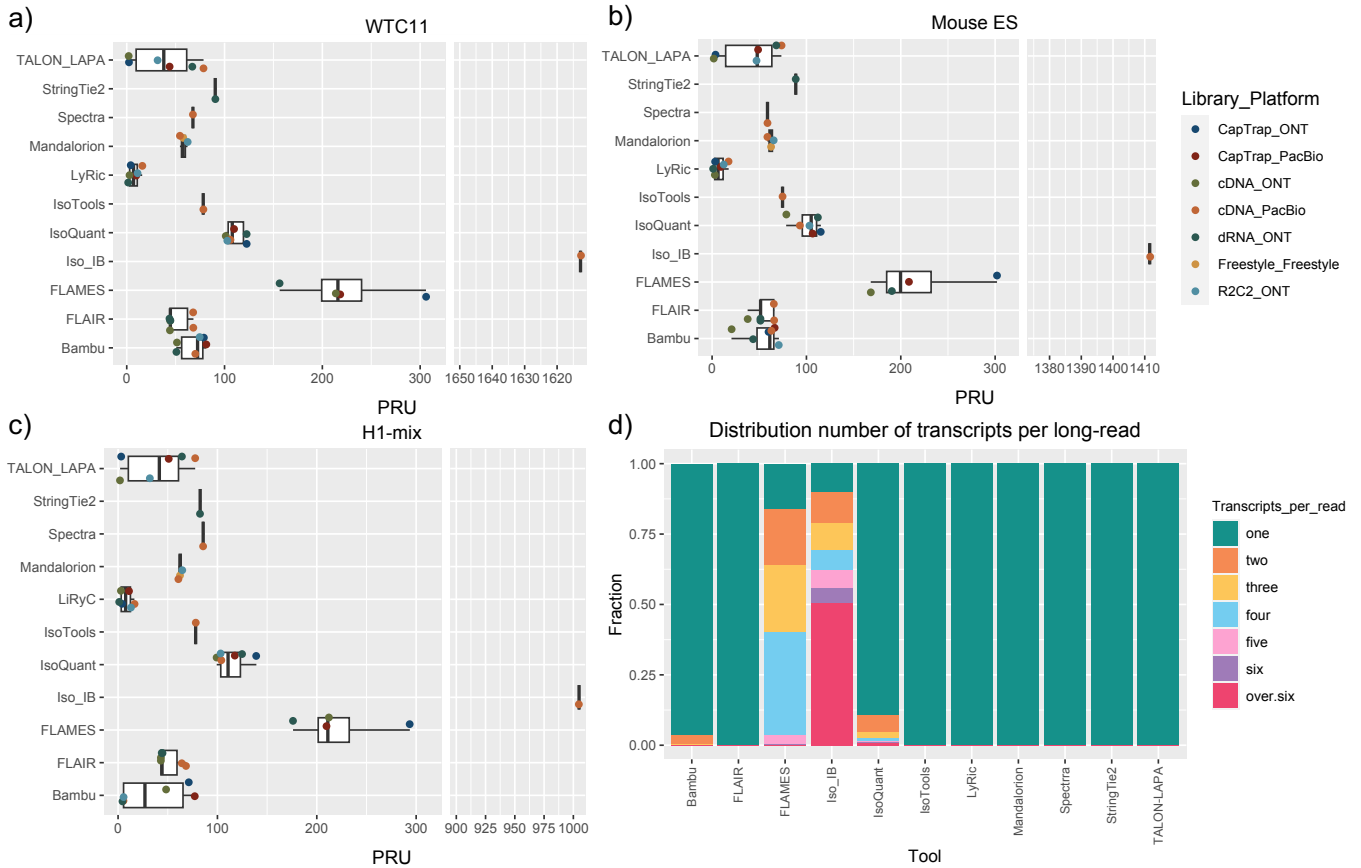 a)
WTC11
TALON_LAPA
StringTie2
Spectra
Mandalorion
LyRic
IsoTools
IsoQuant
Iso_IB
FLAMES
FLAIR
Bambu
0 100 200 300 1650 1640 1630 1620
PRU
b)
Mouse ES
TALON_LAPA
StringTie2
Spectra
Mandalorion
LyRic
IsoTools
IsoQuant
Iso_IB
FLAMES
FLAIR
Bambu
0 100 200 300 1380 1390 1400 1410
PRU
Library_Platform
CapTrap_ONT
CapTrap_PacBio
cDNA_ONT
cDNA_PacBio
dRNA_ONT
Freestyle_Freestyle
R2C2_ONT
c)
H1-mix
TALON_LAPA
StringTie2
Spectra
Mandalorion
LiRyC
IsoTools
IsoQuant
Iso_IB
FLAMES
FLAIR
Bambu
0 100 200 300 900 925 950 975 1000
PRU
d)
Distribution number of transcripts per long-read
Fraction
1.00
0.75
0.50
0.25
0.00
Bambu
FLAIR
FLAMES
Iso_IB
IsoQuant
IsoTools
LyRic
Mandalorion
Spectrra
StringTie2
TALON-LAPA
Tool
Transcripts_per_read
one
two
three
four
five
six
over.six